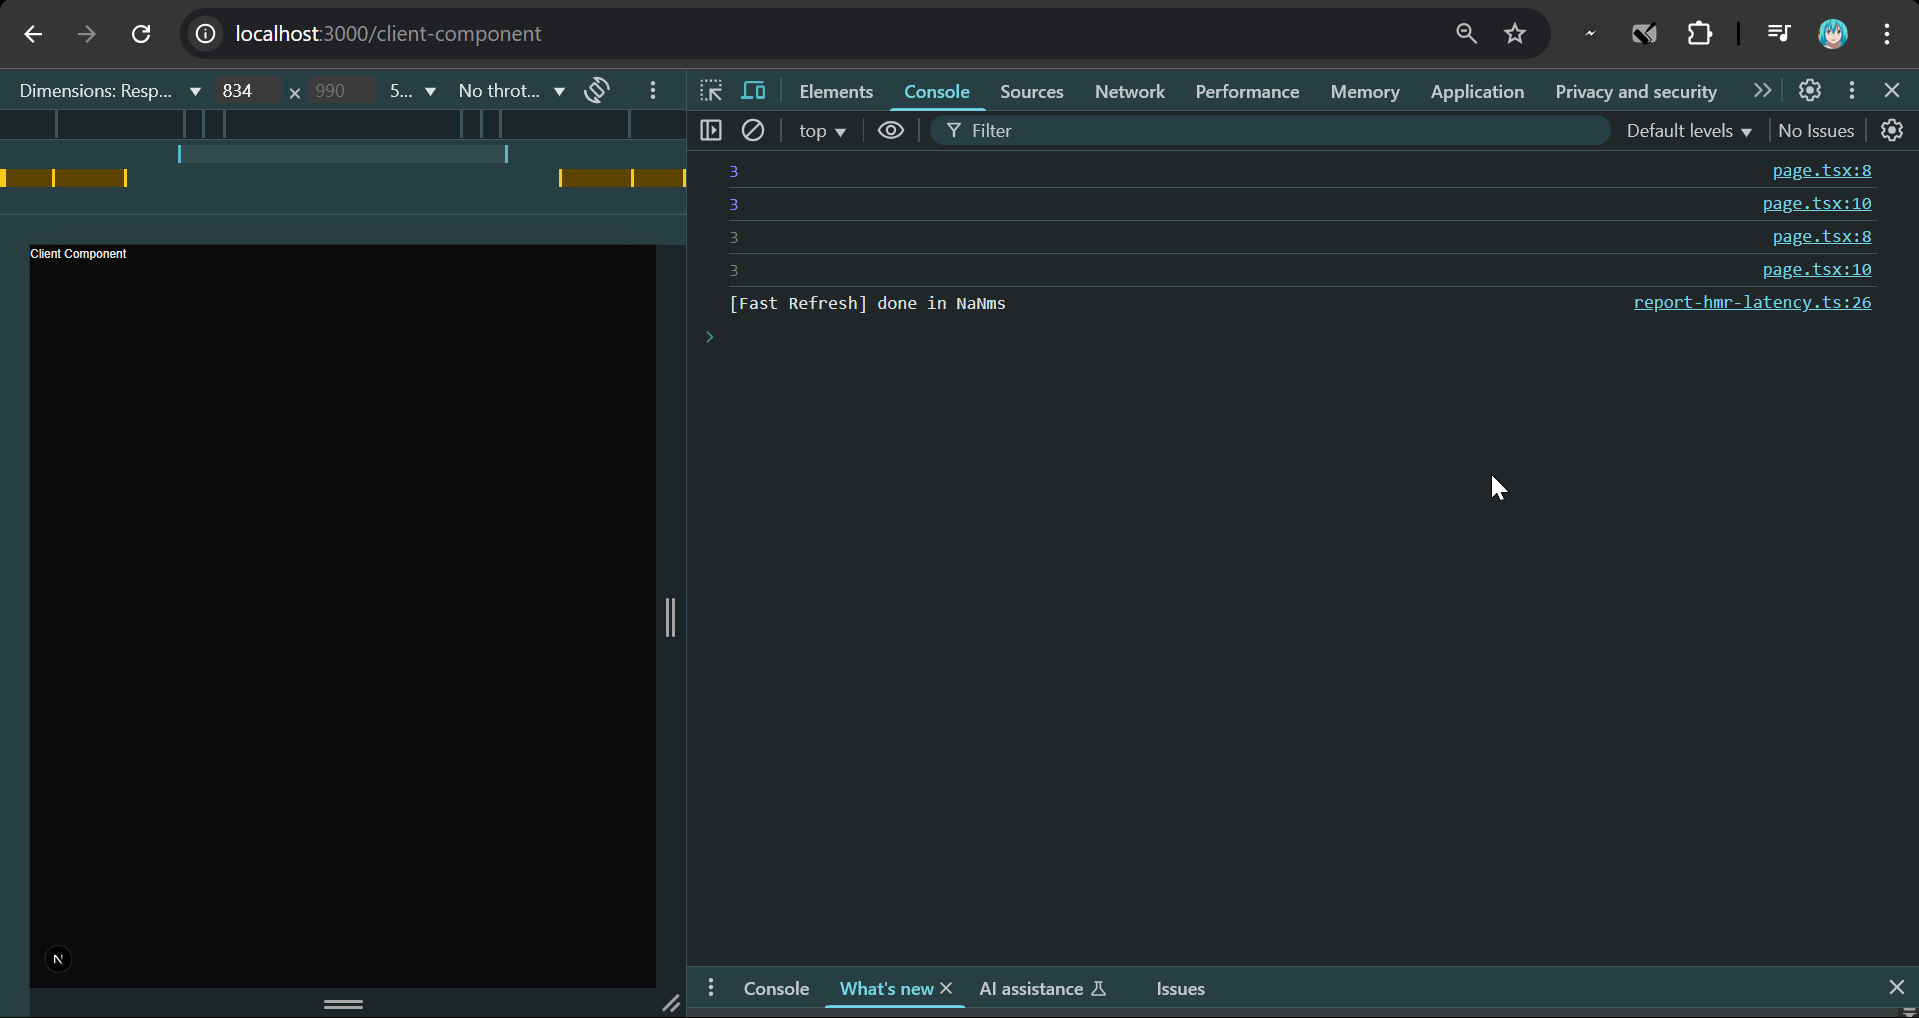 localhost:3000/client-component
Dimensions: Resp... ▼ 834 × 990 5... ▼ No throt... ▼
Elements Console Sources Network Performance Memory Application Privacy and security
top ▼ Filter Default levels ▼ No Issues
3 page.tsx:8
3 page.tsx:10
3 page.tsx:8
3 page.tsx:10
[Fast Refresh] done in NaNms report-hmr-latency.ts:26
Client Component
N
Console What's new AI assistance Issues